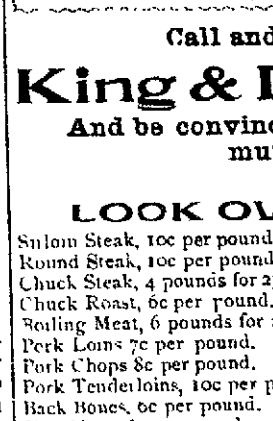 Call and
King &
And be convinc
mu
LOOK OV
Sirloin Steak, 10c per pound
Round Steak, 10c per pound
Chuck Steak, 4 pounds for 2
Chuck Roast, 6c per pound.
Boiling Meat, 6 pounds for
Pork Loins 7c per pound.
Pork Chops 8c per pound.
Pork Tenderloins, 10c per p
Back Bones, 6c per pound.